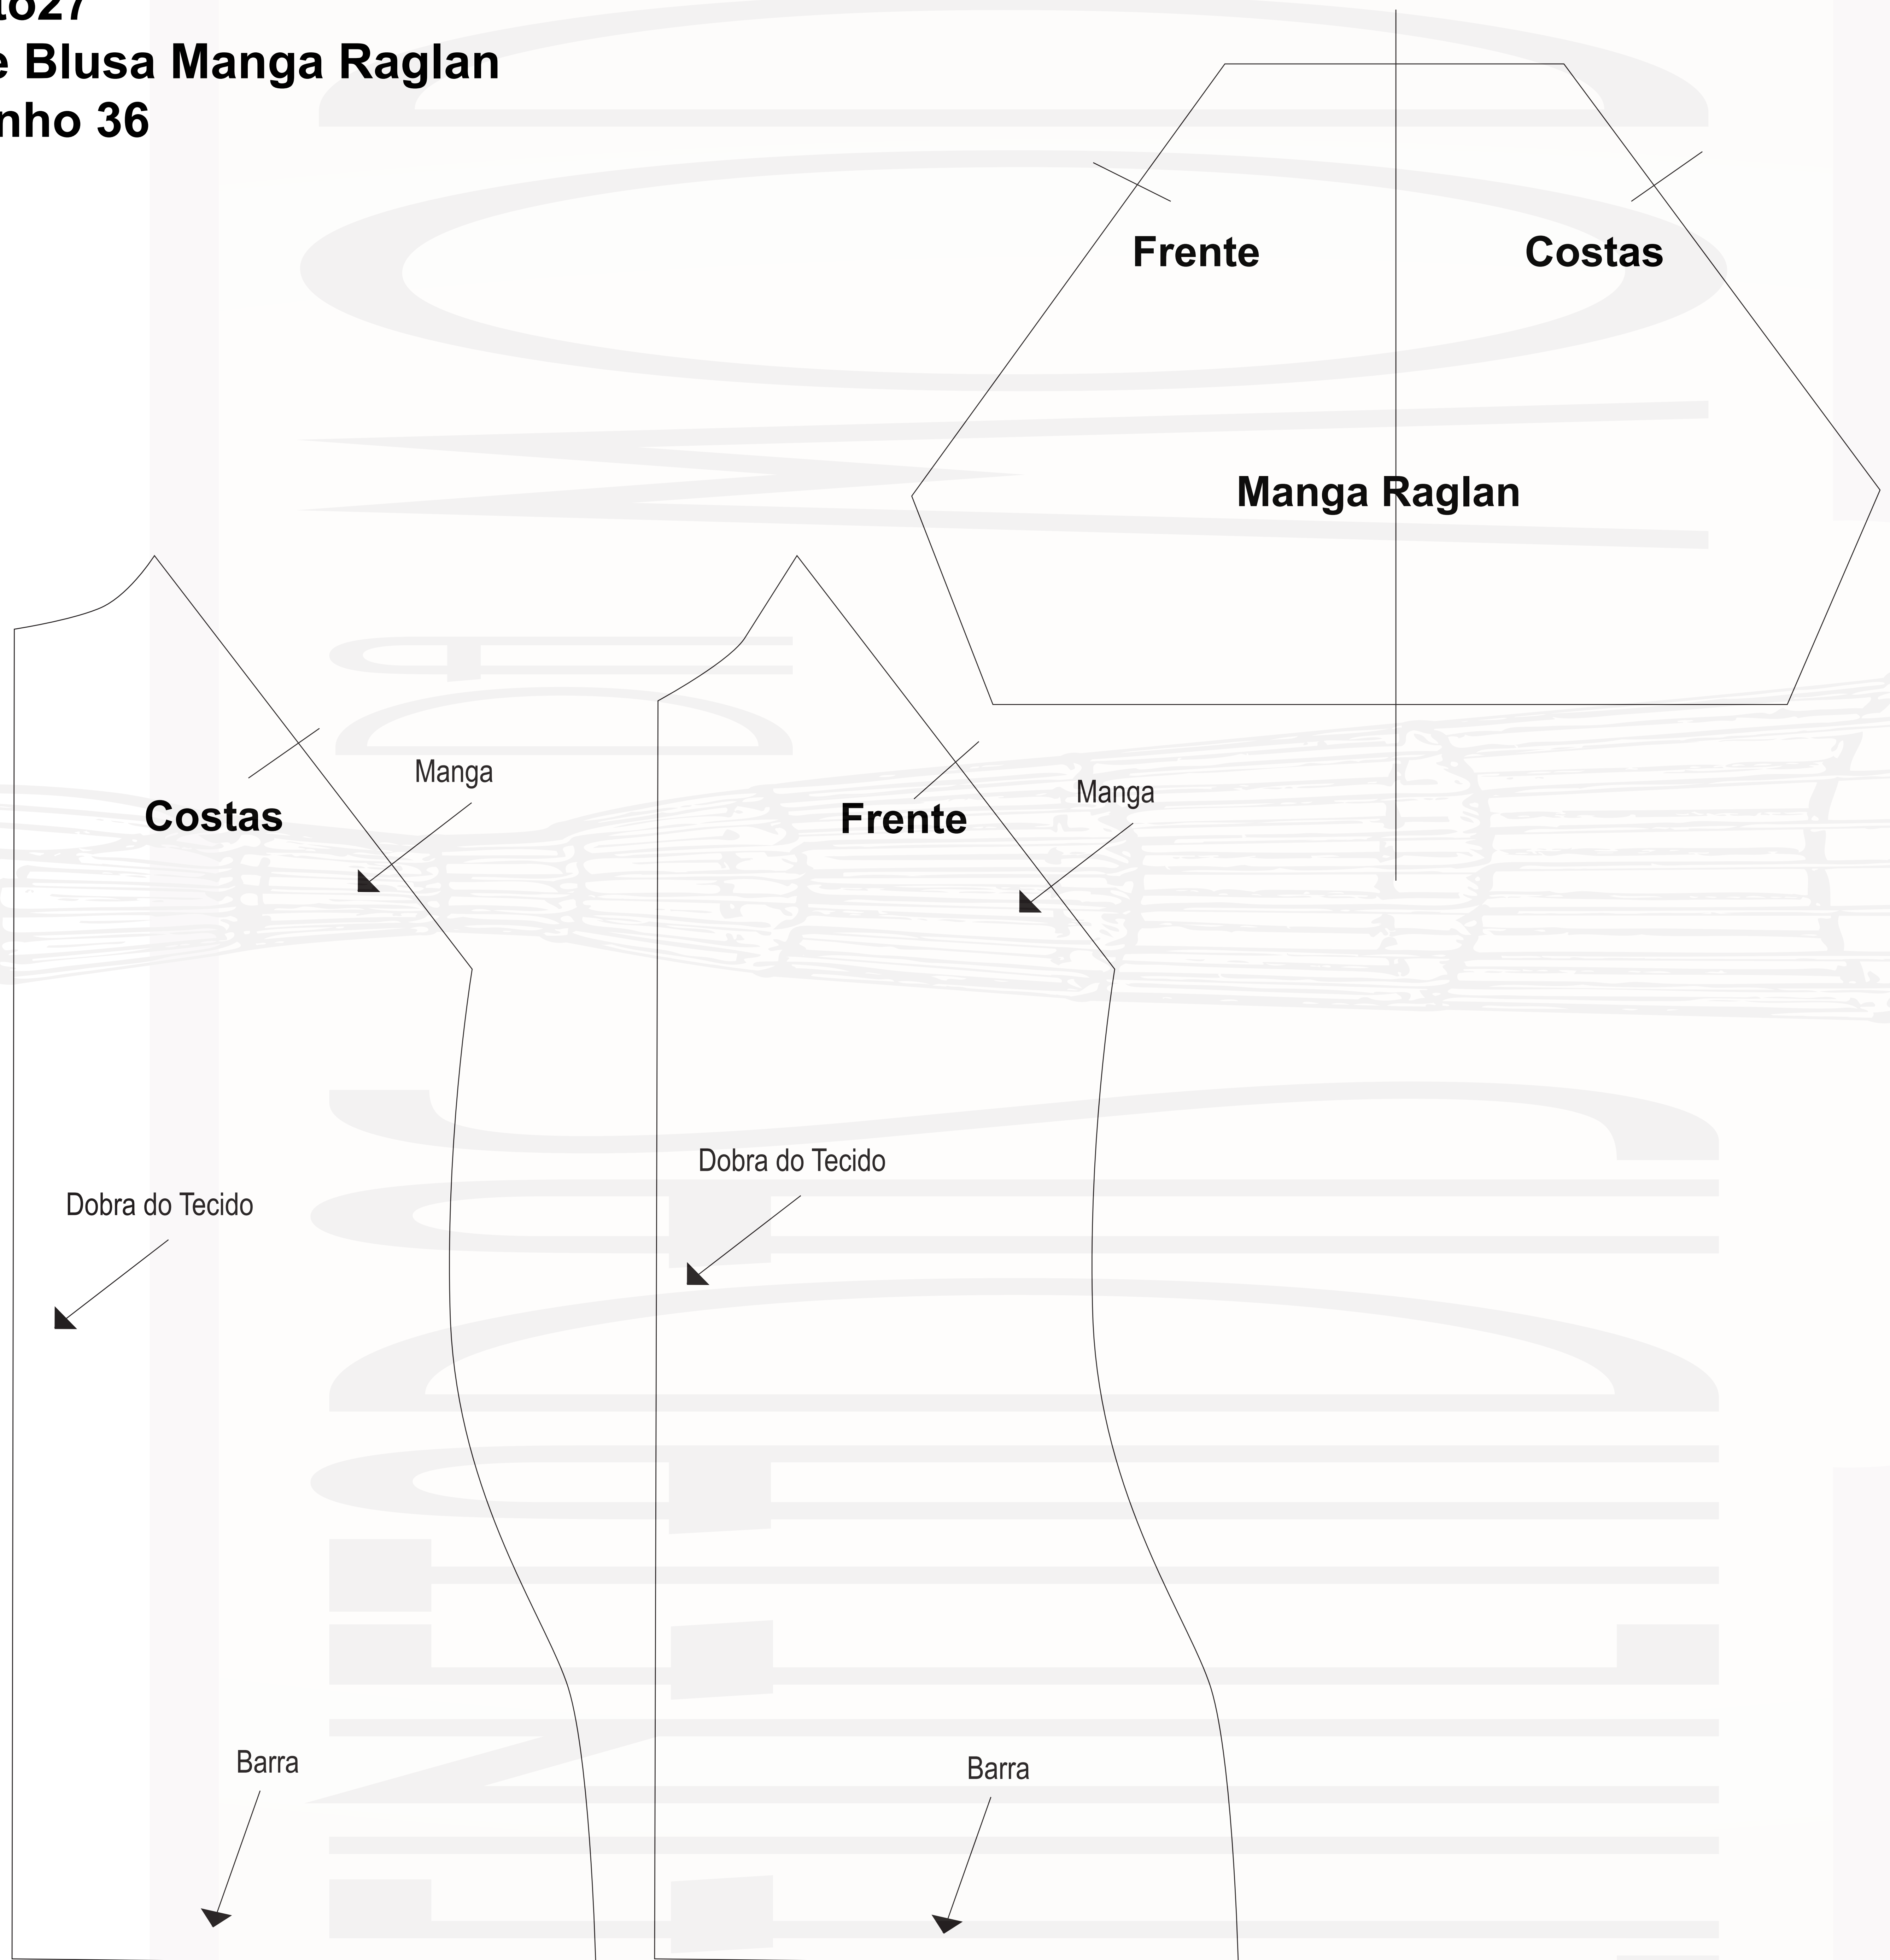 to27
e Blusa Manga Raglan
nho 36
Frente
Costas
Manga Raglan
Manga
Costas
Manga
Frente
Dobra do Tecido
Dobra do Tecido
Barra
Barra